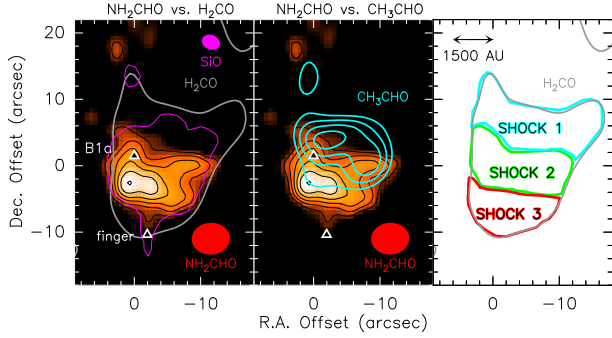 NH₂CHO vs. H₂CO
NH₂CHO vs. CH₃CHO
20
10
0
−10
Dec. Offset (arcsec)
SiO
H₂CO
B1a
finger
NH₂CHO
0
−10
CH₃CHO
NH₂CHO
0
−10
1500 AU
H₂CO
SHOCK 1
SHOCK 2
SHOCK 3
0
−10
R.A. Offset (arcsec)